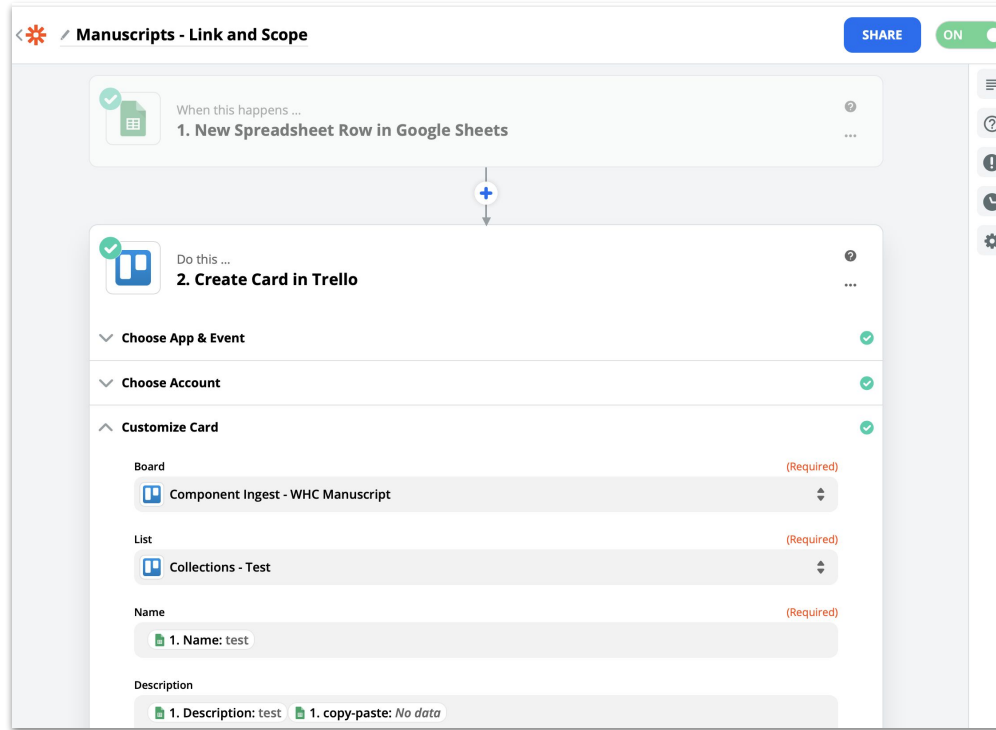 Manuscripts - Link and Scope
SHARE
ON
When this happens ...
1. New Spreadsheet Row in Google Sheets
Do this ...
2. Create Card in Trello
Choose App & Event
Choose Account
Customize Card
Board (Required)
Component Ingest - WHC Manuscript
List (Required)
Collections - Test
Name (Required)
1. Name: test
Description
1. Description: test 1. copy-paste: No data